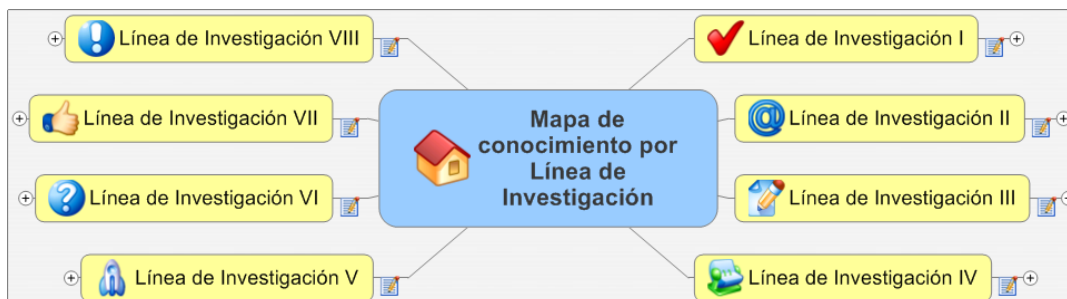 Línea de Investigación VIII
Línea de Investigación I
Línea de Investigación VII
Mapa de
conocimiento por
Línea de
Investigación
Línea de Investigación II
Línea de Investigación VI
Línea de Investigación III
Línea de Investigación V
Línea de Investigación IV